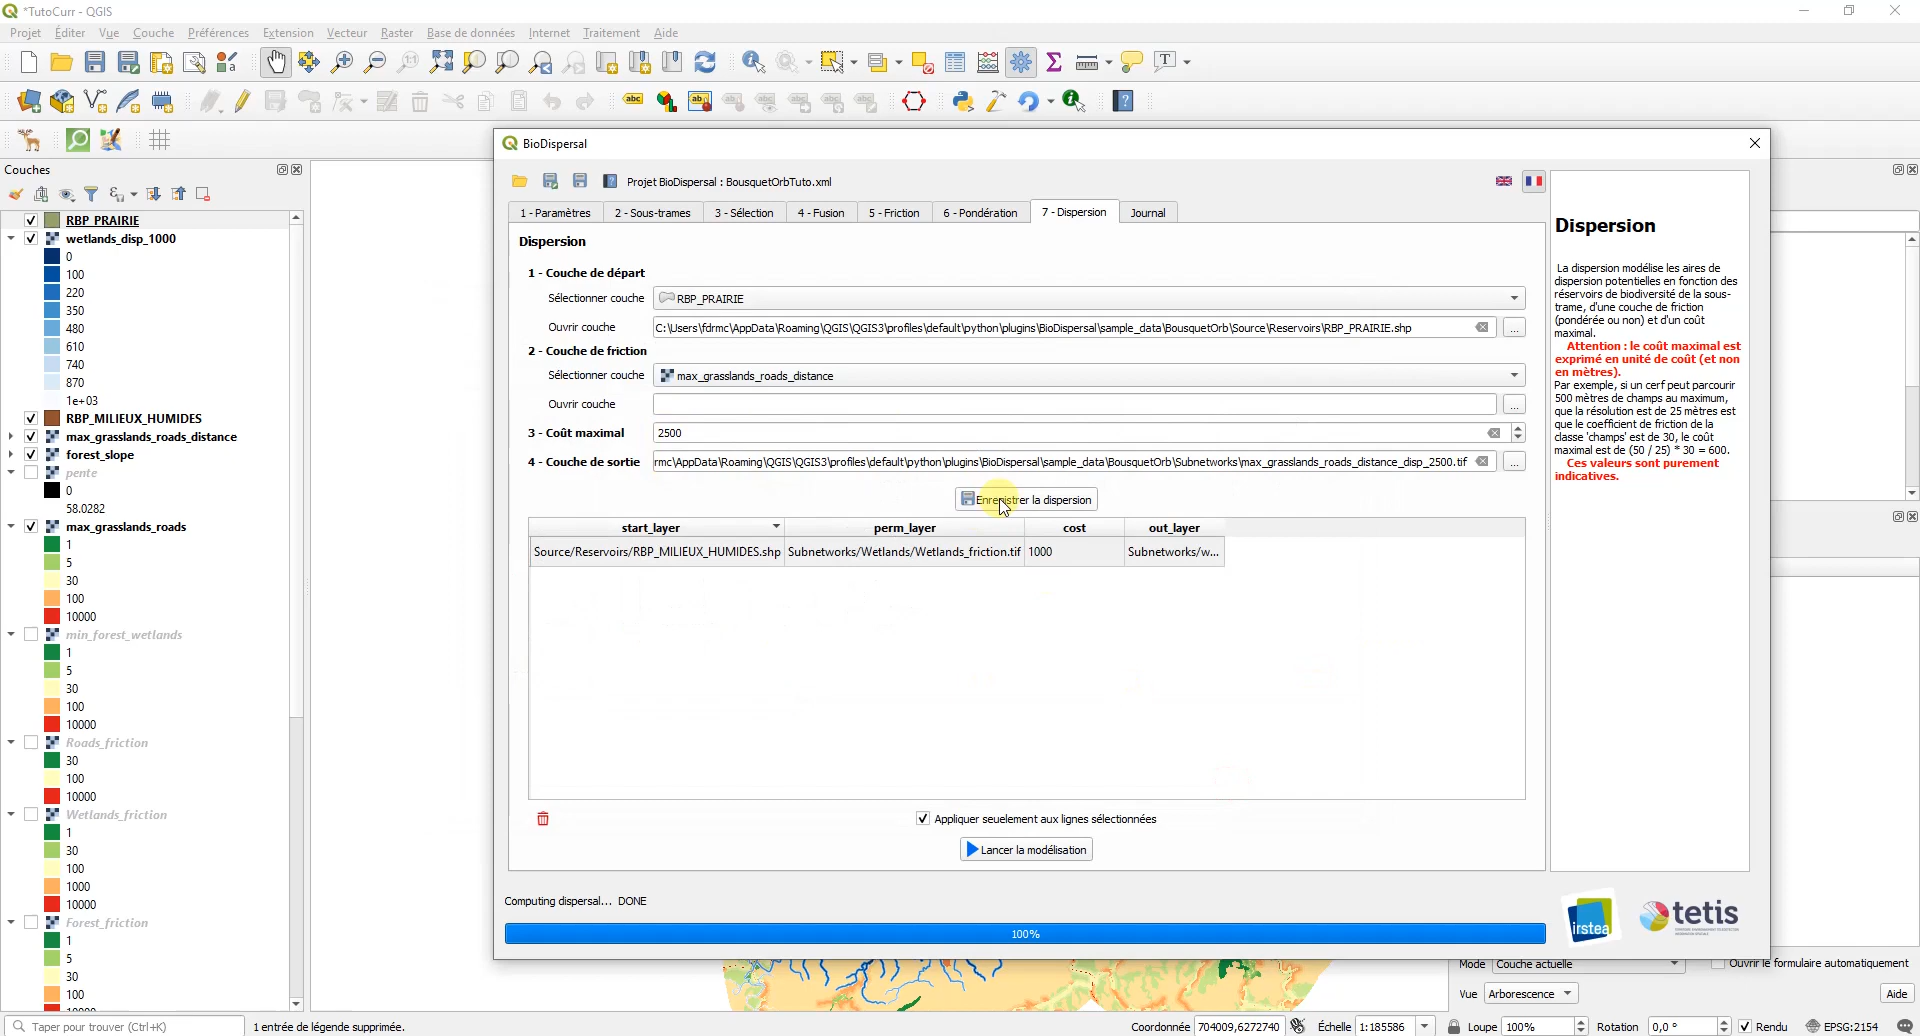 *TutoCurr - QGIS
Projet Éditer Vue Couche Préférences Extension Vecteur Raster Base de données Internet Traitement Aide
Couches
RBP_PRAIRIE
wetlands_disp_1000
0
100
220
350
480
610
740
870
1e+03
RBP_MILIEUX_HUMIDES
max_grasslands_roads_distance
forest_slope
pente
0
58.0282
max_grasslands_roads
1
5
30
100
10000
min_forest_wetlands
1
5
30
100
10000
Roads_friction
30
100
10000
Wetlands_friction
1
30
100
1000
10000
Forest_friction
1
5
30
100
BioDispersal
Projet BioDispersal : BousquetOrbTuto.xml
1 - Paramètres 2 - Sous-trames 3 - Sélection 4 - Fusion 5 - Friction 6 - Pondération 7 - Dispersion Journal
Dispersion
1 - Couche de départ
Sélectionner couche RBP_PRAIRIE
Ouvrir couche C:\Users\fdrmc\AppData\Roaming\QGIS\QGIS3\profiles\default\python\plugins\BioDispersal\sample_data\BousquetOrb\Source\Reservoirs\RBP_PRAIRIE.shp ...
2 - Couche de friction
Sélectionner couche max_grasslands_roads_distance
Ouvrir couche ...
3 - Coût maximal 2500
4 - Couche de sortie rmc\AppData\Roaming\QGIS\QGIS3\profiles\default\python\plugins\BioDispersal\sample_data\BousquetOrb\Subnetworks\max_grasslands_roads_distance_disp_2500.tif ...
Enregistrer la dispersion
start_layer perm_layer cost out_layer
Source/Reservoirs/RBP_MILIEUX_HUMIDES.shp Subnetworks/Wetlands/Wetlands_friction.tif 1000 Subnetworks/w...
Appliquer seuelement aux lignes sélectionnées
Lancer la modélisation
Computing dispersal... DONE
100%
Dispersion
La dispersion modélise les aires de
dispersion potentielles en fonction des
réservoirs de biodiversité de la sous-
trame, d'une couche de friction
(pondérée ou non) et d'un coût
maximal.
Attention : le coût maximal est
exprimé en unité de coût (et non
en mètres).
Par exemple, si un cerf peut parcourir
500 mètres de champs au maximum,
que la résolution est de 25 mètres est
que le coefficient de friction de la
classe 'champs' est de 30, le coût
maximal est de (50 / 25) * 30 = 600.
Ces valeurs sont purement
indicatives.
irstea
tetis
Mode Couche actuelle Ouvrir le formulaire automatiquement
Vue Arborescence Aide
Taper pour trouver (Ctrl+K) 1 entrée de légende supprimée. Coordonnée 704009,6272740 Échelle 1:185586 Loupe 100% Rotation 0,0 ° Rendu EPSG:2154